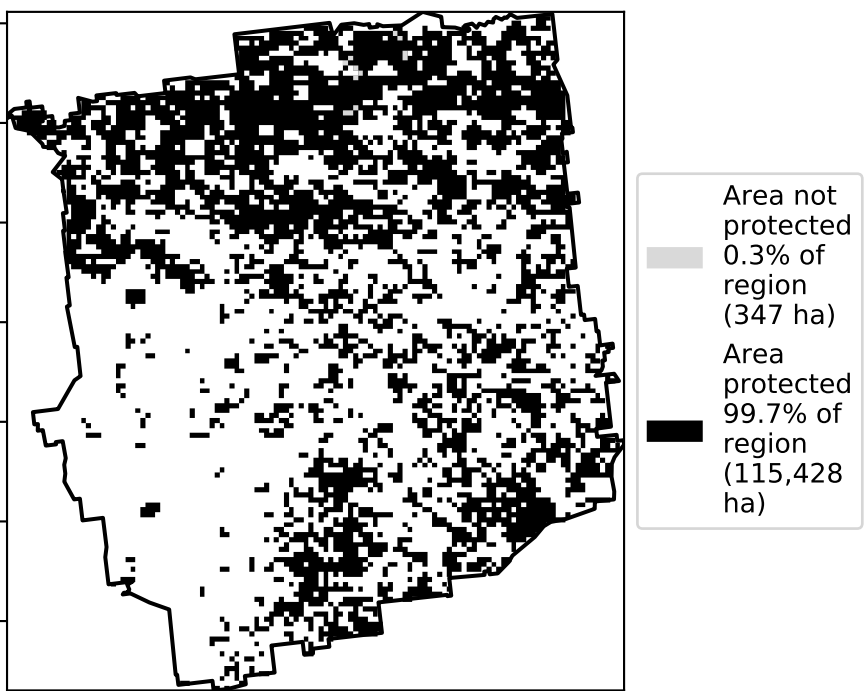 Area not
protected
0.3% of
region
(347 ha)
Area
protected
99.7% of
region
(115,428
ha)